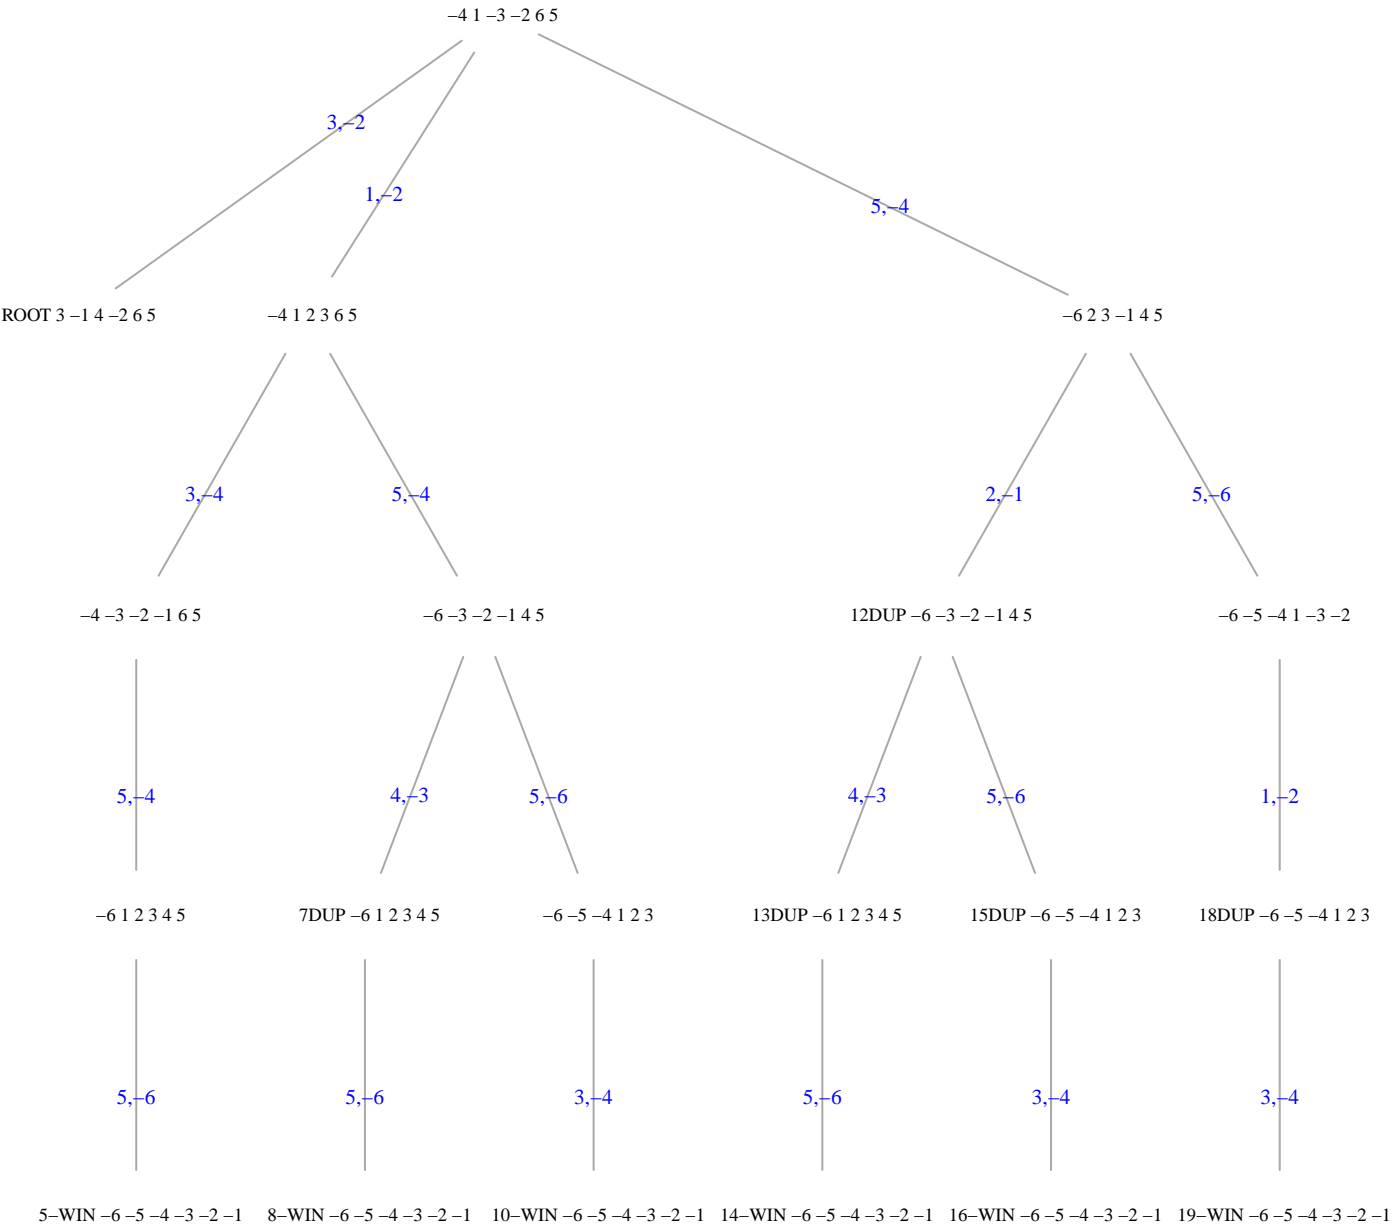 –4 1 –3 –2 6 5
3,–2
1,–2
5,–4
ROOT 3 –1 4 –2 6 5
–4 1 2 3 6 5
–6 2 3 –1 4 5
3,–4
5,–4
2,–1
5,–6
–4 –3 –2 –1 6 5
–6 –3 –2 –1 4 5
12DUP –6 –3 –2 –1 4 5
–6 –5 –4 1 –3 –2
5,–4
4,–3
5,–6
4,–3
5,–6
1,–2
–6 1 2 3 4 5
7DUP –6 1 2 3 4 5
–6 –5 –4 1 2 3
13DUP –6 1 2 3 4 5
15DUP –6 –5 –4 1 2 3
18DUP –6 –5 –4 1 2 3
5,–6
5,–6
3,–4
5,–6
3,–4
3,–4
5–WIN –6 –5 –4 –3 –2 –1
8–WIN –6 –5 –4 –3 –2 –1
10–WIN –6 –5 –4 –3 –2 –1
14–WIN –6 –5 –4 –3 –2 –1
16–WIN –6 –5 –4 –3 –2 –1
19–WIN –6 –5 –4 –3 –2 –1